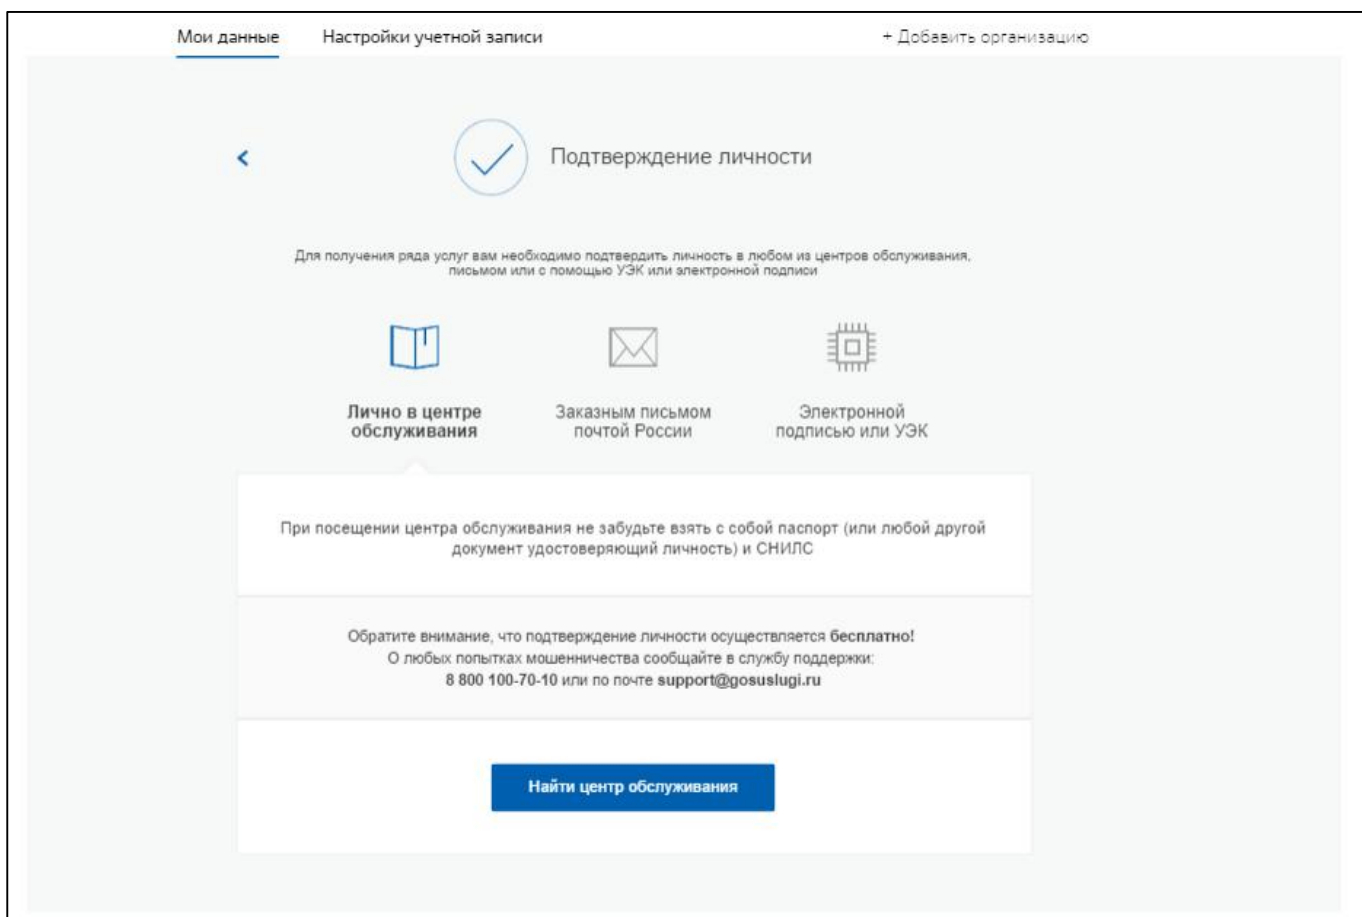 Мои данные
Настройки учетной записи
+ Добавить организацию
Подтверждение личности
Для получения ряда услуг вам необходимо подтвердить личность в любом из центров обслуживания,
письмом или с помощью УЭК или электронной подписи
Лично в центре
обслуживания
Заказным письмом
почтой России
Электронной
подписью или УЭК
При посещении центра обслуживания не забудьте взять с собой паспорт (или любой другой
документ удостоверяющий личность) и СНИЛС
Обратите внимание, что подтверждение личности осуществляется бесплатно!
О любых попытках мошенничества сообщайте в службу поддержки:
8 800 100-70-10 или по почте support@gosuslugi.ru
Найти центр обслуживания